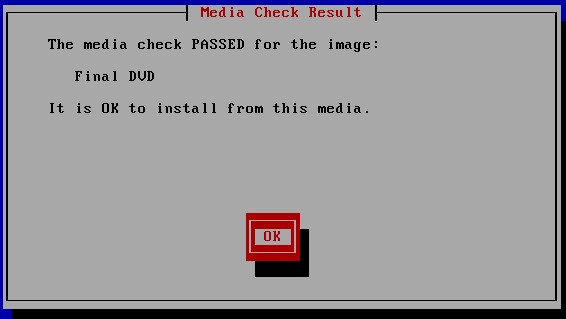 Media Check Result
The media check PASSED for the image:
Final DVD
It is OK to install from this media.
OK